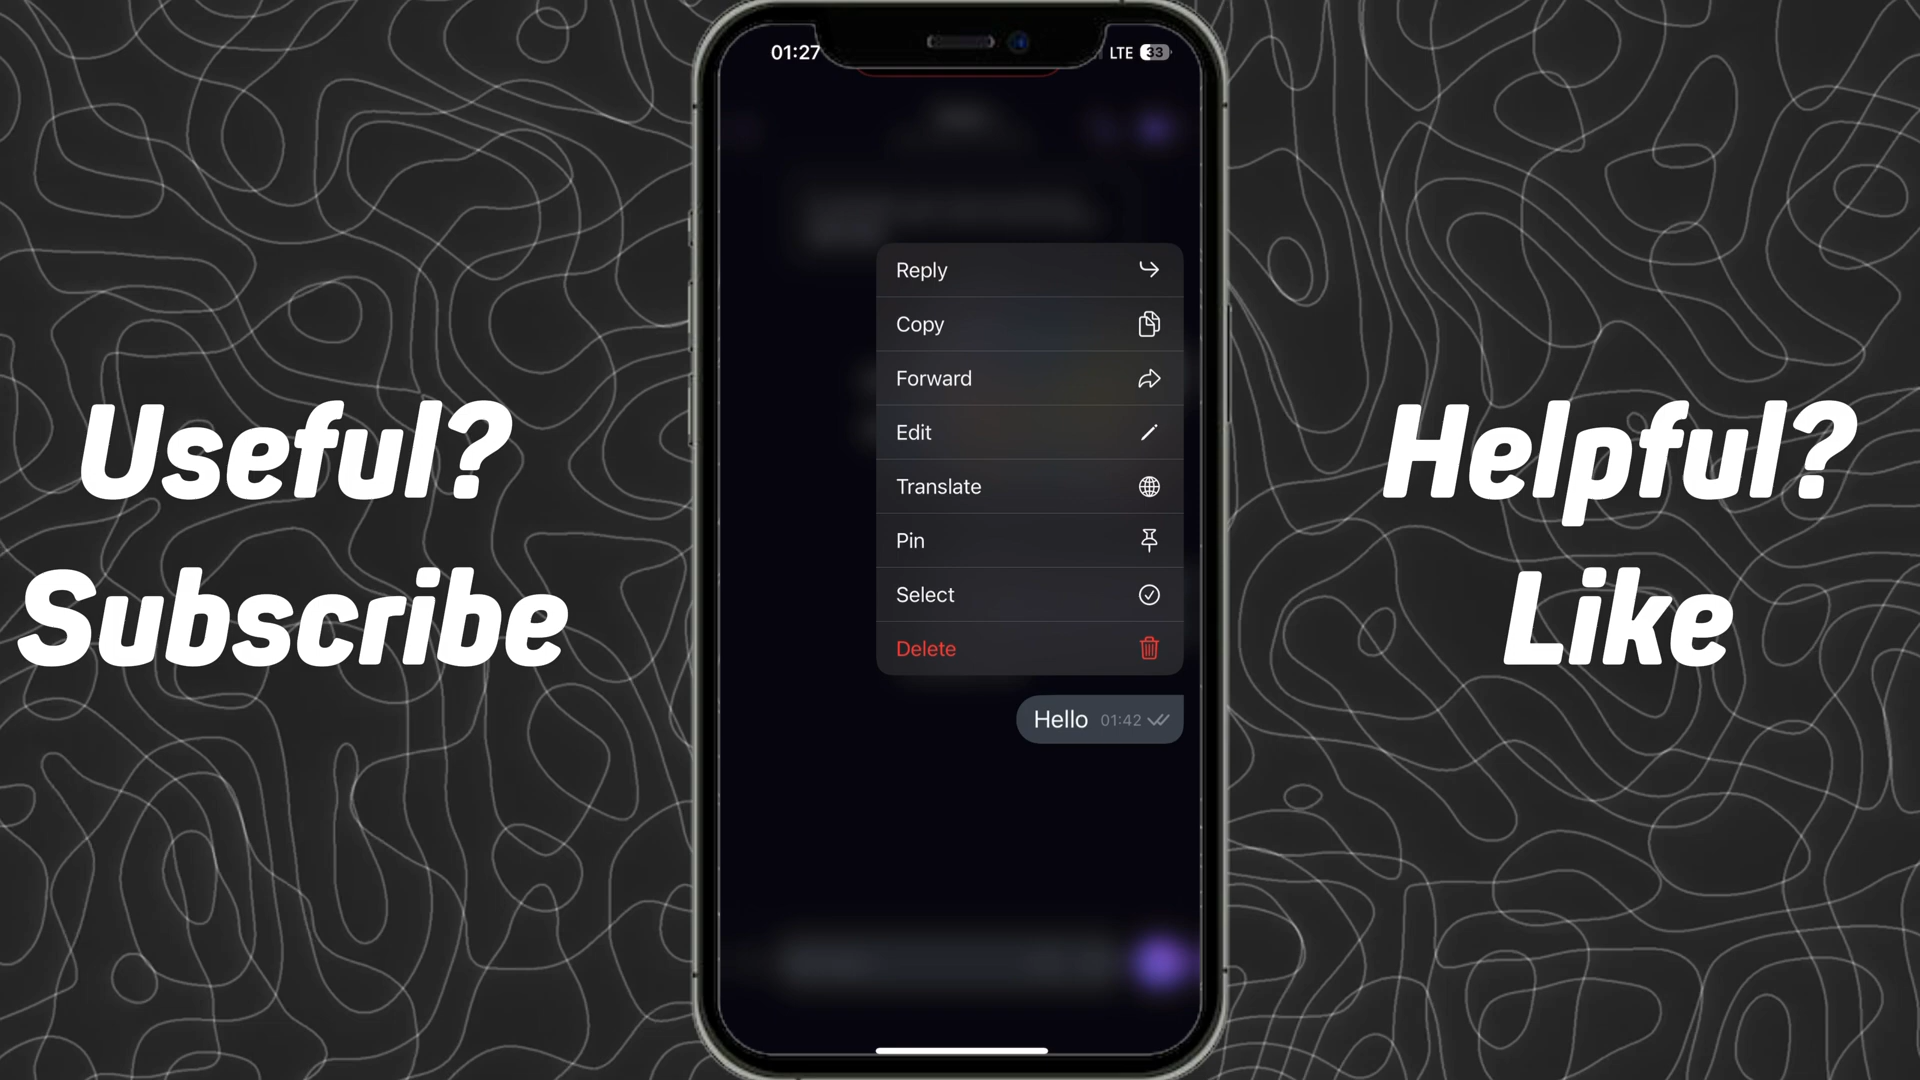 01:27
LTE 33
Reply
Copy
Forward
Edit
Translate
Pin
Select
Delete
Hello 01:42
Useful?
Subscribe
Helpful?
Like